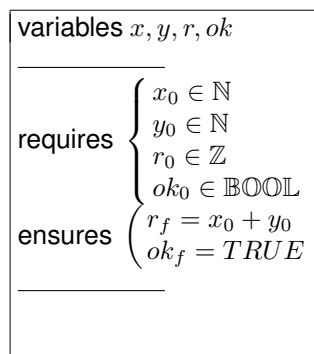 variables x, y, r, ok
requires { x₀ ∈ ℕ
y₀ ∈ ℕ
r₀ ∈ ℤ
ok₀ ∈ 𝔹𝕆𝕆𝕃
ensures ( r_f = x₀ + y₀
ok_f = TRUE